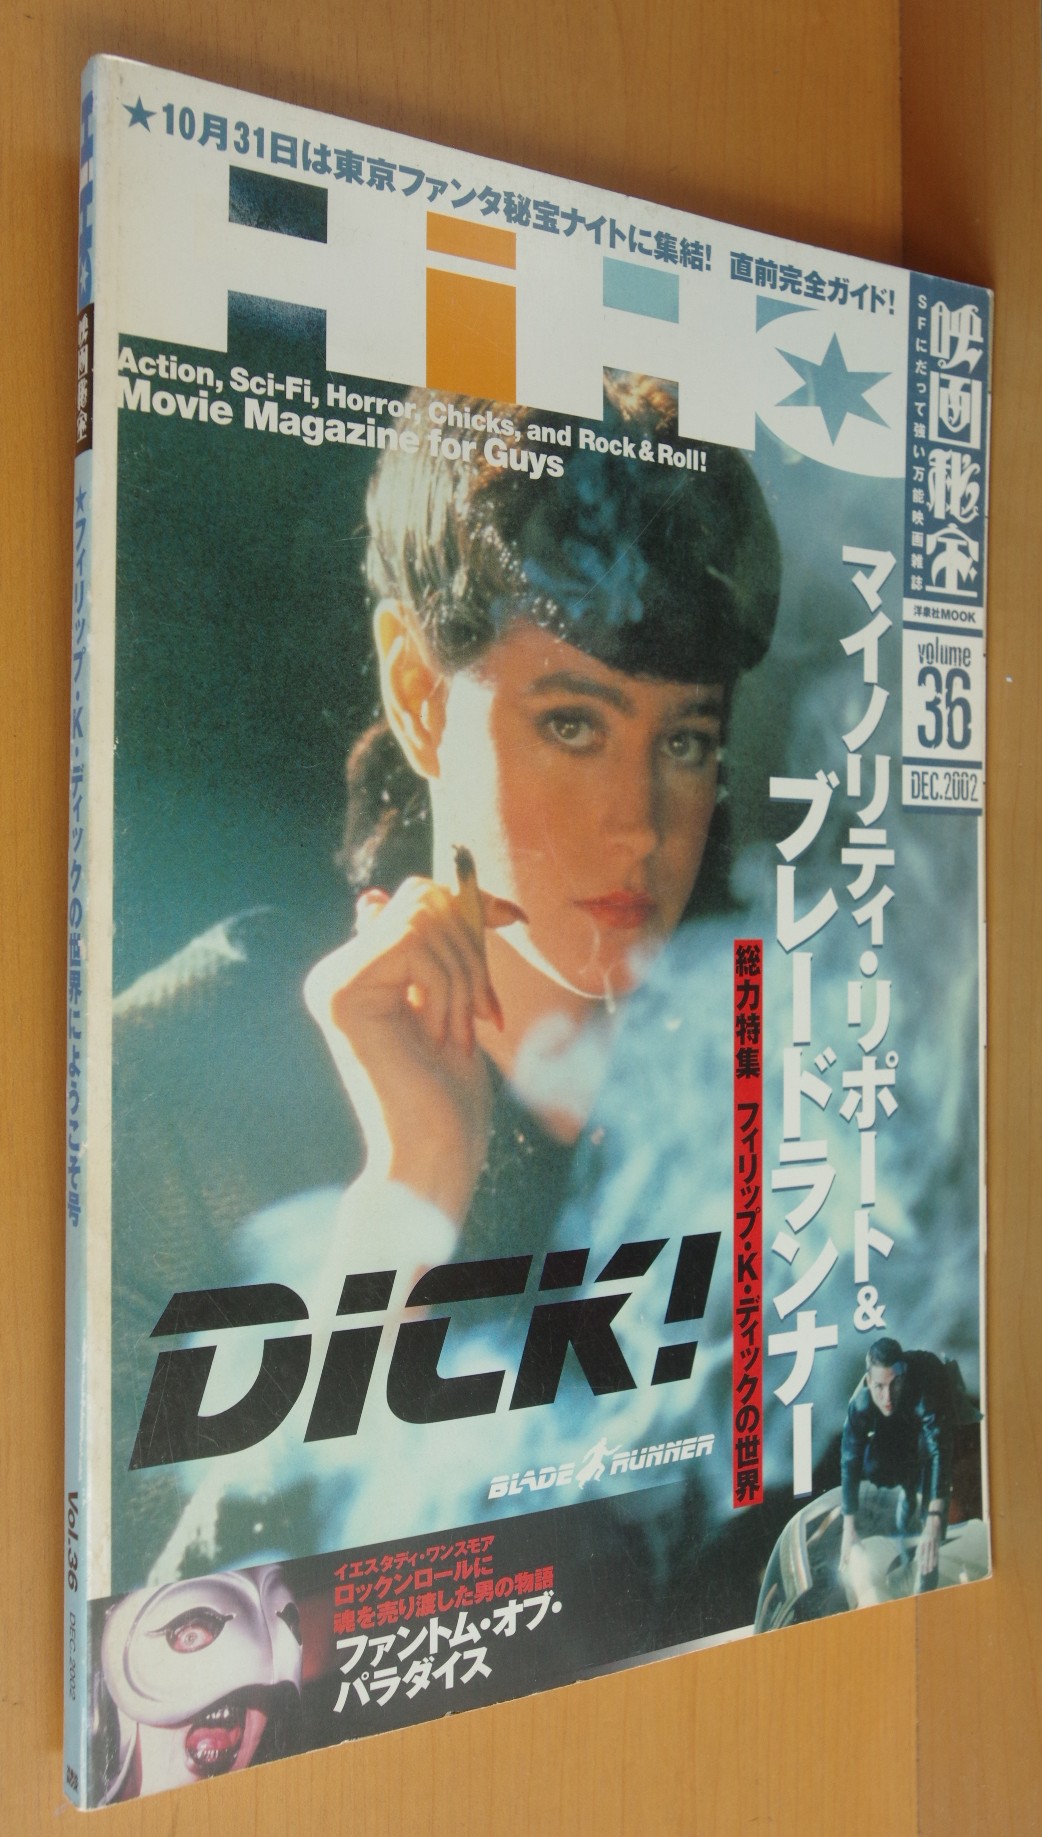 ★10月31日は東京ファンタ秘宝ナイトに集結! 直前完全ガイド!
HiHO
Action, Sci-Fi, Horror, Chicks, and Rock & Roll!
Movie Magazine for Guys
映画秘宝
SFにだって強い万能映画雑誌
洋泉社MOOK
volume
36
DEC.2002
マイノリティ・リポート&
ブレードランナー
総力特集 フィリップ・K・ディックの世界
DiCK!
BLADE RUNNER
イエスタデイ・ワンスモア
ロックンロールに
魂を売り渡した男の物語
ファントム・オブ・
パラダイス
映画秘宝
★フィリップ・K・ディックの世界にようこそ号
Vol.36 DEC.2002